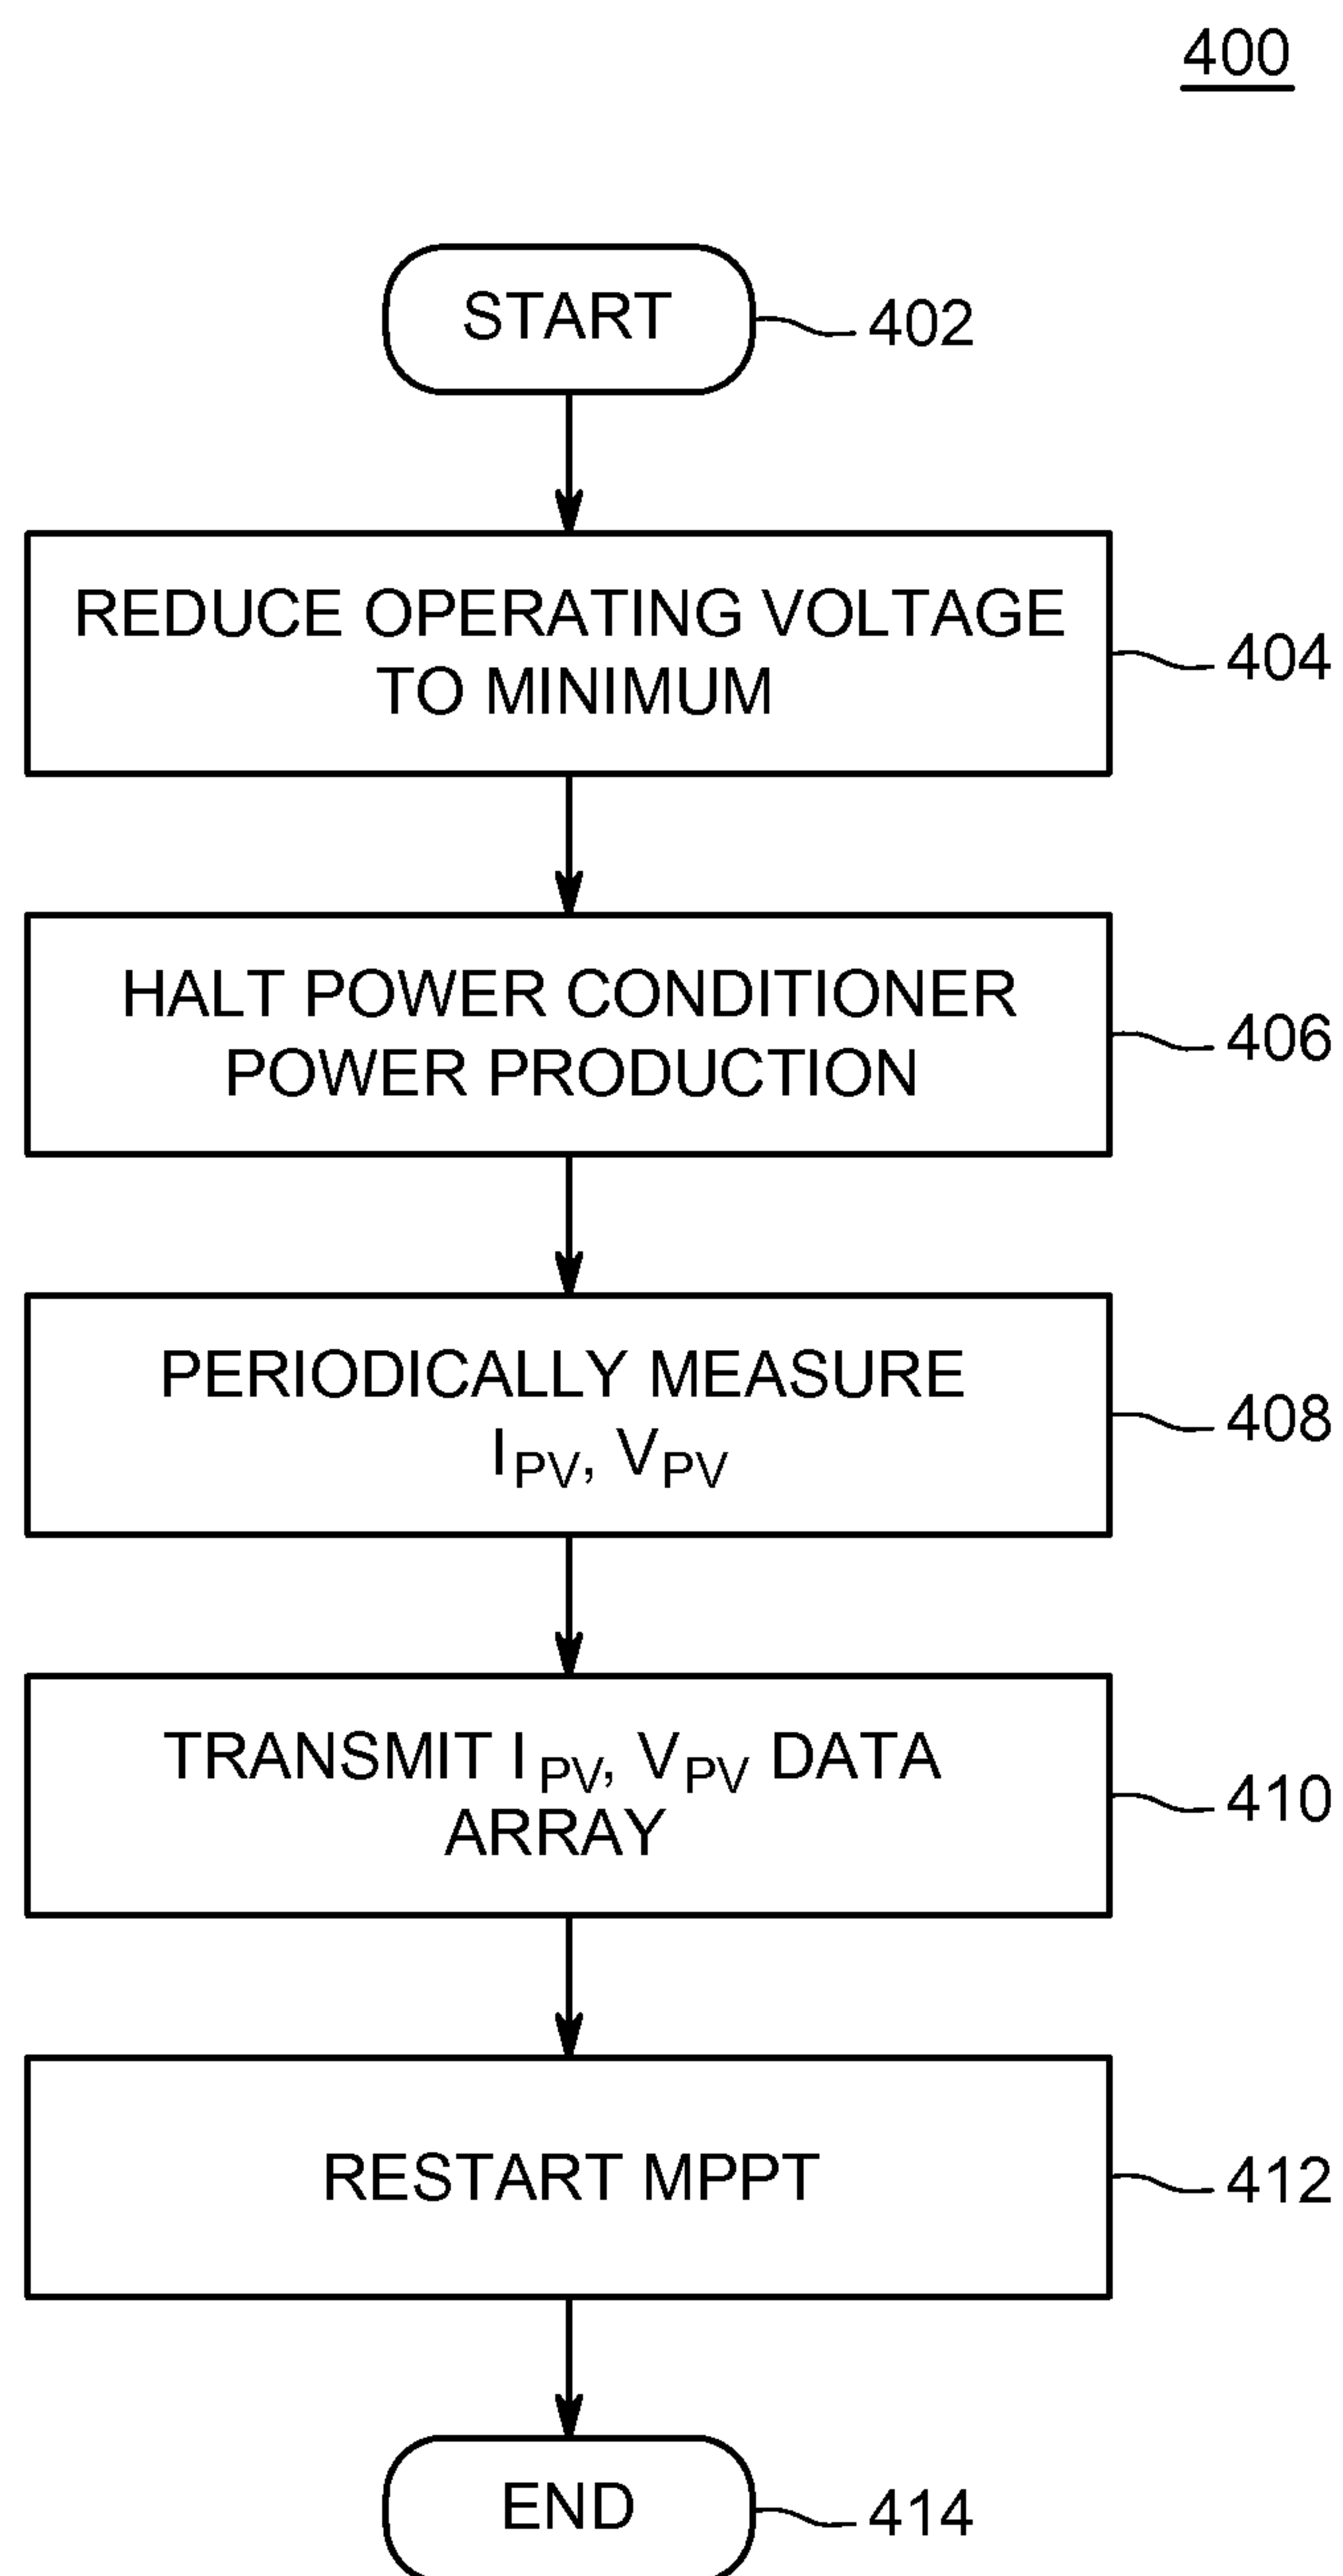 400
START
402
REDUCE OPERATING VOLTAGE
TO MINIMUM
404
HALT POWER CONDITIONER
POWER PRODUCTION
406
PERIODICALLY MEASURE
IPV, VPV
408
TRANSMIT IPV, VPV DATA
ARRAY
410
RESTART MPPT
412
END
414